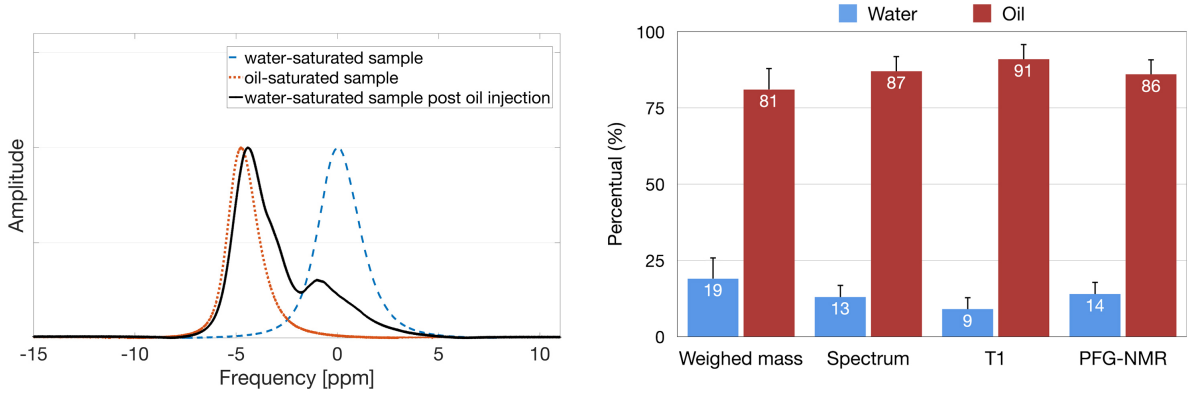 water-saturated sample
oil-saturated sample
water-saturated sample post oil injection
Amplitude
-15 -10 -5 0 5 10
Frequency [ppm]
Water Oil
100
75
50
25
0
Percentual (%)
19 81 13 87 9 91 14 86
Weighed mass Spectrum T1 PFG-NMR